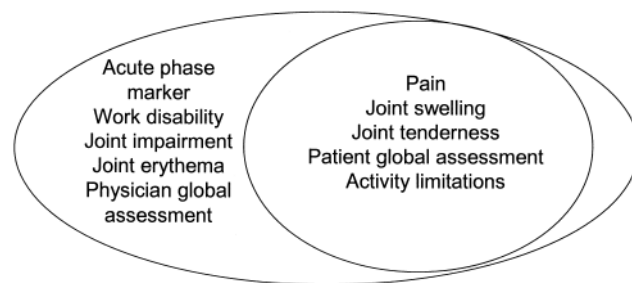 Acute phase
marker
Work disability
Joint impairment
Joint erythema
Physician global
assessment
Pain
Joint swelling
Joint tenderness
Patient global assessment
Activity limitations